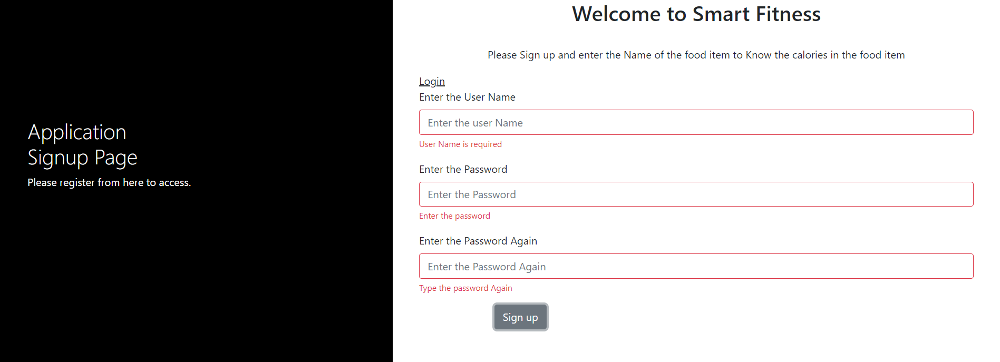 Application
Signup Page
Please register from here to access.
Welcome to Smart Fitness
Please Sign up and enter the Name of the food item to Know the calories in the food item
Login
Enter the User Name
Enter the user Name
User Name is required
Enter the Password
Enter the Password
Enter the password
Enter the Password Again
Enter the Password Again
Type the password Again
Sign up